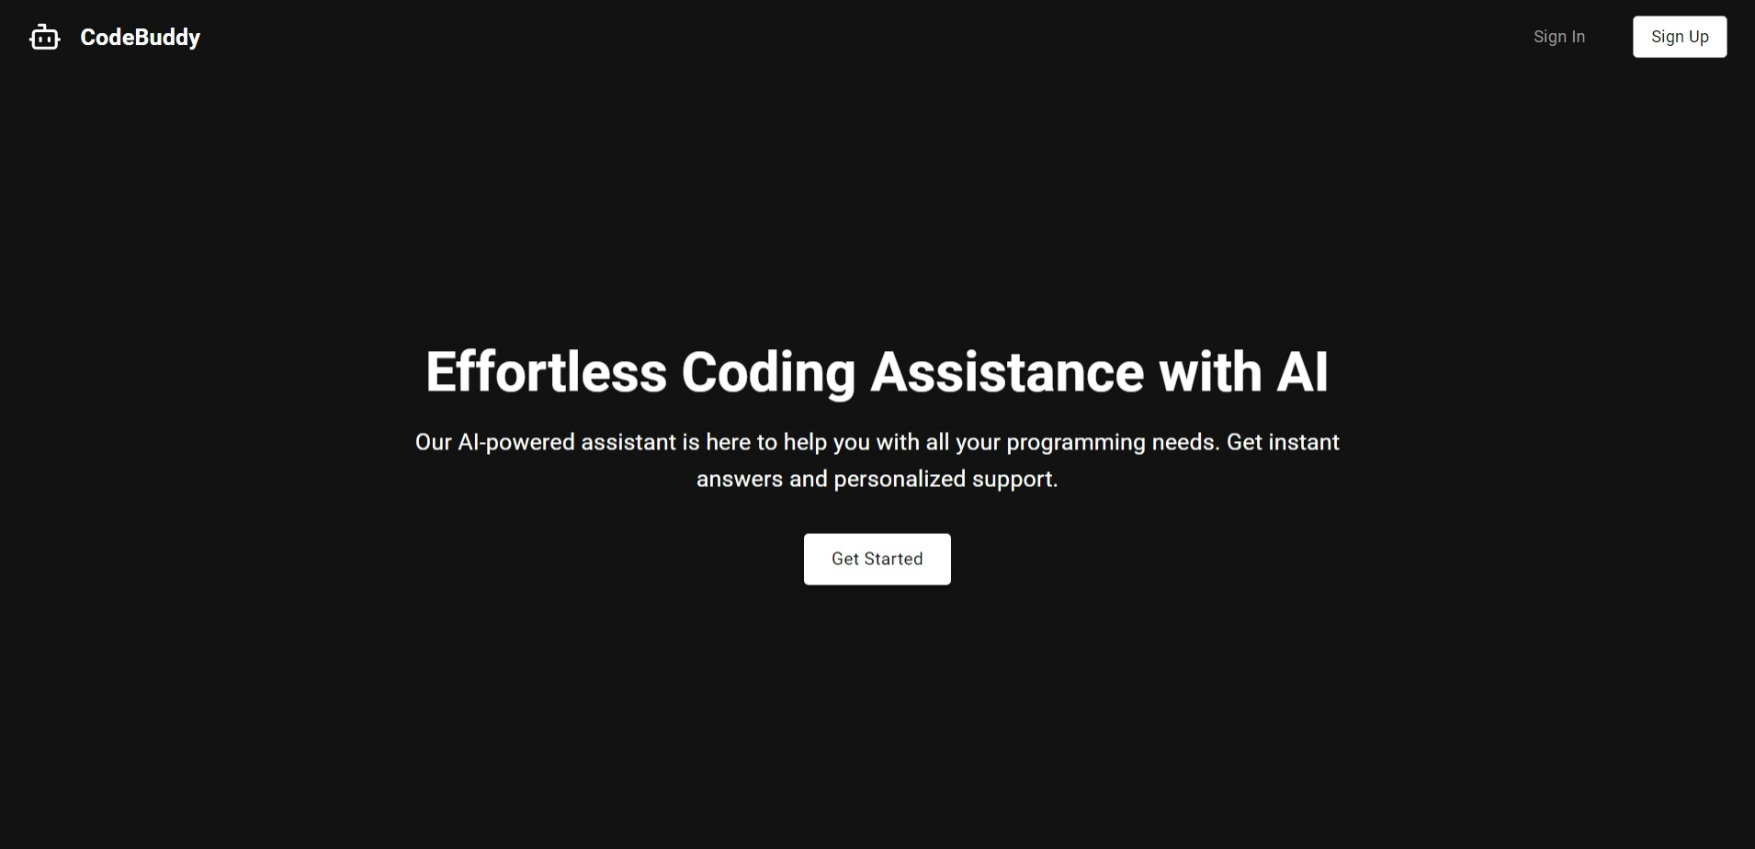 CodeBuddy
Sign In
Sign Up
Effortless Coding Assistance with AI
Our AI-powered assistant is here to help you with all your programming needs. Get instant
answers and personalized support.
Get Started